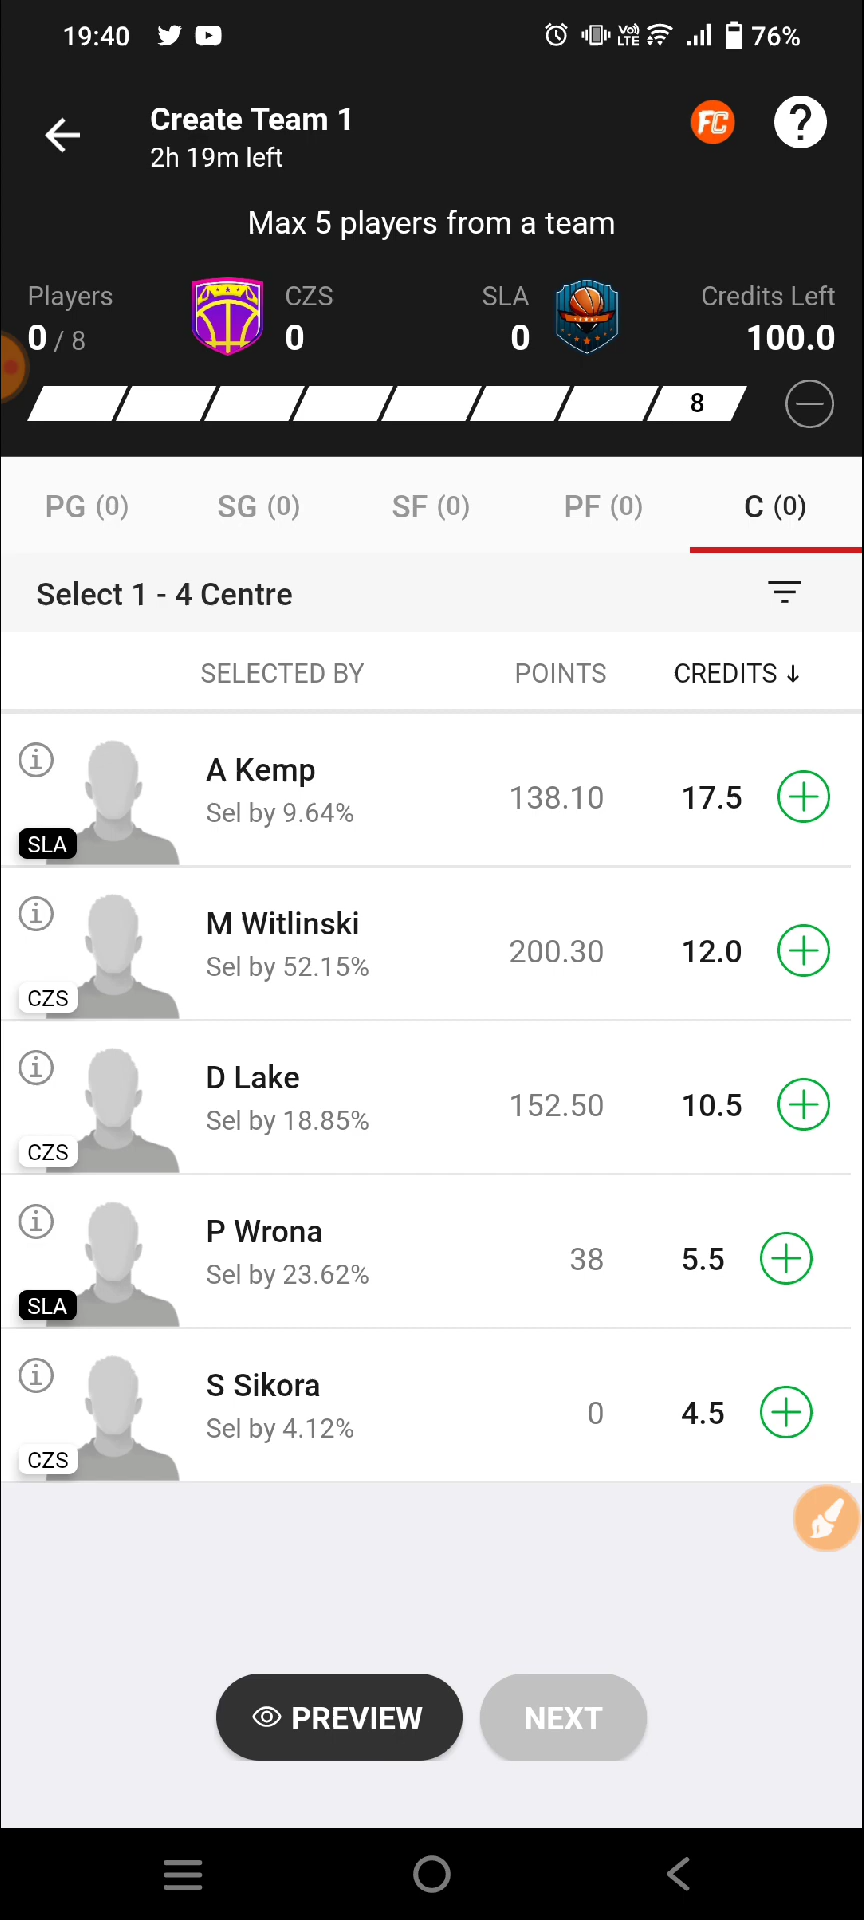 19:40 Vo) LTE 76%
Create Team 1
2h 19m left
FC ?
Max 5 players from a team
Players CZS SLA Credits Left
0 / 8 0 0 100.0
8
PG (0) SG (0) SF (0) PF (0) C (0)
Select 1 - 4 Centre
SELECTED BY POINTS CREDITS ↓
i A Kemp
Sel by 9.64% 138.10 17.5
SLA
i M Witlinski
Sel by 52.15% 200.30 12.0
CZS
i D Lake
Sel by 18.85% 152.50 10.5
CZS
i P Wrona
Sel by 23.62% 38 5.5
SLA
i S Sikora
Sel by 4.12% 0 4.5
CZS
PREVIEW NEXT